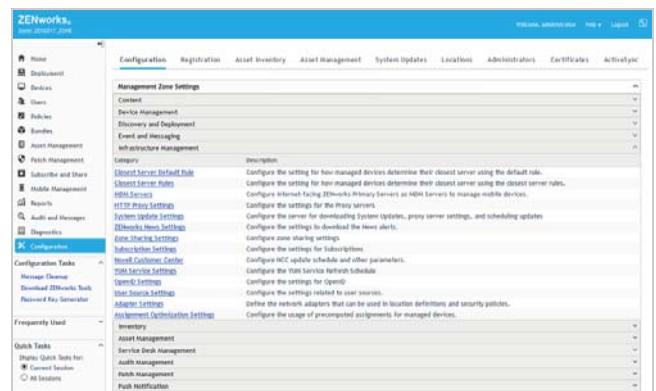 ZENworks.
Welcome, administrator Help Logout
Home
Deployment
Devices
Users
Policies
Bundles
Asset Management
Patch Management
Subscribe and Share
Mobile Management
Reports
Audit and Messages
Diagnostics
Configuration
Configuration Tasks
Message Cleanup
Download ZENworks Tools
Password Key Generator
Frequently Used
Quick Tasks
Display Quick Tasks for:
Current Session
All Sessions
Configuration Registration Asset Inventory Asset Management System Updates Locations Administrators Certificates ActiveSync
Management Zone Settings
Content
Device Management
Discovery and Deployment
Event and Messaging
Infrastructure Management
Category Description
Closest Server Default Rule Configure the setting for how managed devices determine their closest server using the default rule.
Closest Server Rules Configure the setting for how managed devices determine their closest server using the closest server rules.
MDM Servers Configure Internet-facing ZENworks Primary Servers as MDM Servers to manage mobile devices.
HTTP Proxy Settings Configure the settings for the Proxy servers
System Update Settings Configure the server for downloading System Updates, proxy server settings, and scheduling updates
ZENworks News Settings Configure the settings to download the News alerts.
Zone Sharing Settings Configure zone sharing settings
Subscription Settings Configure the settings for Subscriptions
Novell Customer Center Configure NCC update schedule and other parameters.
YUM Service Settings Configure the YUM Service Refresh Schedule
OpenID Settings Configure the settings for OpenID
User Source Settings Configure the settings related to user sources.
Adapter Settings Define the network adapters that can be used in location definitions and security policies.
Assignment Optimization Settings Configure the usage of precomputed assignments for managed devices.
Inventory
Asset Management
Service Desk Management
Audit Management
Patch Management
Push Notification